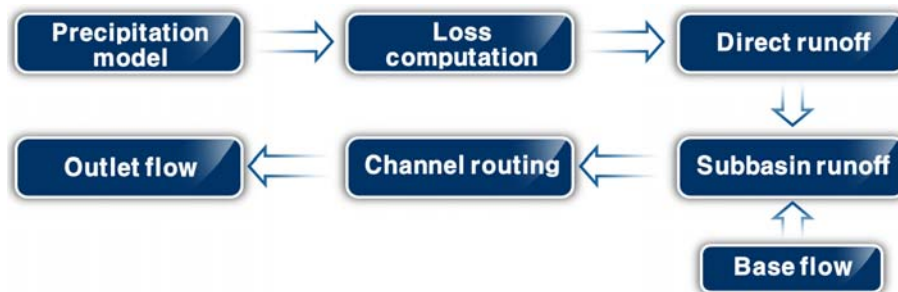 Precipitation
model
Loss
computation
Direct runoff
Outlet flow
Channel routing
Subbasin runoff
Base flow